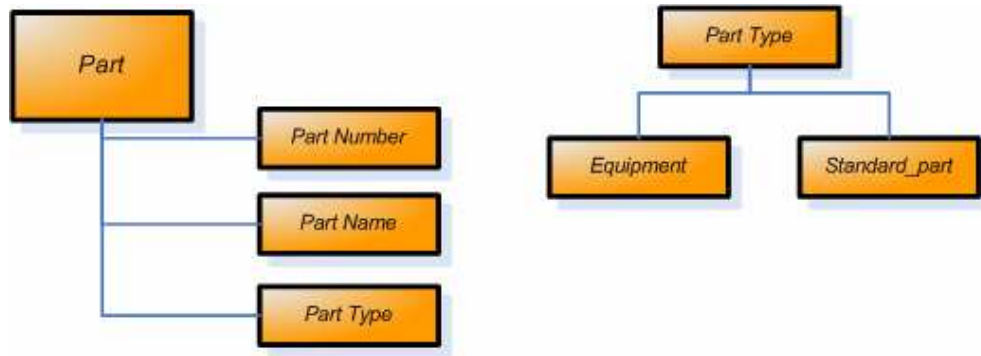 Part
Part Number
Part Name
Part Type
Part Type
Equipment
Standard_part